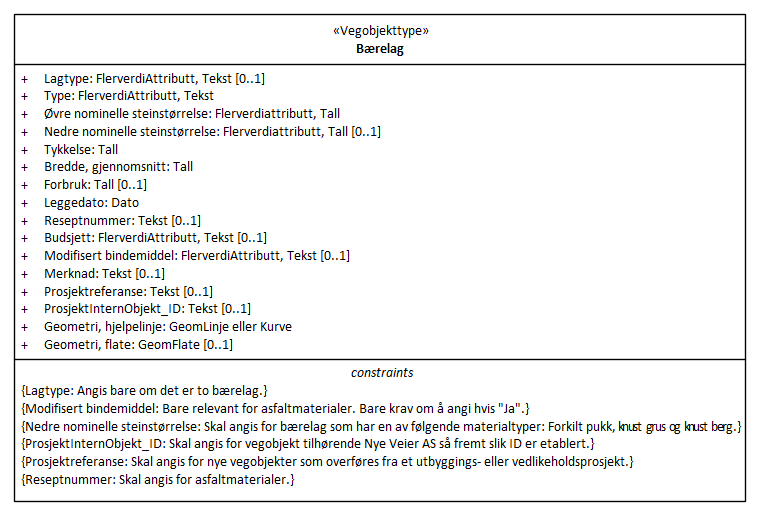 «Vegobjekttype»
Bærelag
+ Lagtype: FlerverdiAttributt, Tekst [0..1]
+ Type: FlerverdiAttributt, Tekst
+ Øvre nominelle steinstørrelse: Flerverdiattributt, Tall
+ Nedre nominelle steinstørrelse: Flerverdiattributt, Tall [0..1]
+ Tykkelse: Tall
+ Bredde, gjennomsnitt: Tall
+ Forbruk: Tall [0..1]
+ Leggedato: Dato
+ Reseptnummer: Tekst [0..1]
+ Budsjett: FlerverdiAttributt, Tekst [0..1]
+ Modifisert bindemiddel: FlerverdiAttributt, Tekst [0..1]
+ Merknad: Tekst [0..1]
+ Prosjektreferanse: Tekst [0..1]
+ ProsjektInternObjekt_ID: Tekst [0..1]
+ Geometri, hjelpelinje: GeomLinje eller Kurve
+ Geometri, flate: GeomFlate [0..1]
constraints
{Lagtype: Angis bare om det er to bærelag.}
{Modifisert bindemiddel: Bare relevant for asfaltmaterialer. Bare krav om å angi hvis "Ja".}
{Nedre nominelle steinstørrelse: Skal angis for bærelag som har en av følgende materialtyper: Forkilt pukk, knust grus og knust berg.}
{ProsjektInternObjekt_ID: Skal angis for vegobjekt tilhørende Nye Veier AS så fremt slik ID er etablert.}
{Prosjektreferanse: Skal angis for nye vegobjekter som overføres fra et utbyggings- eller vedlikeholdsprosjekt.}
{Reseptnummer: Skal angis for asfaltmaterialer.}